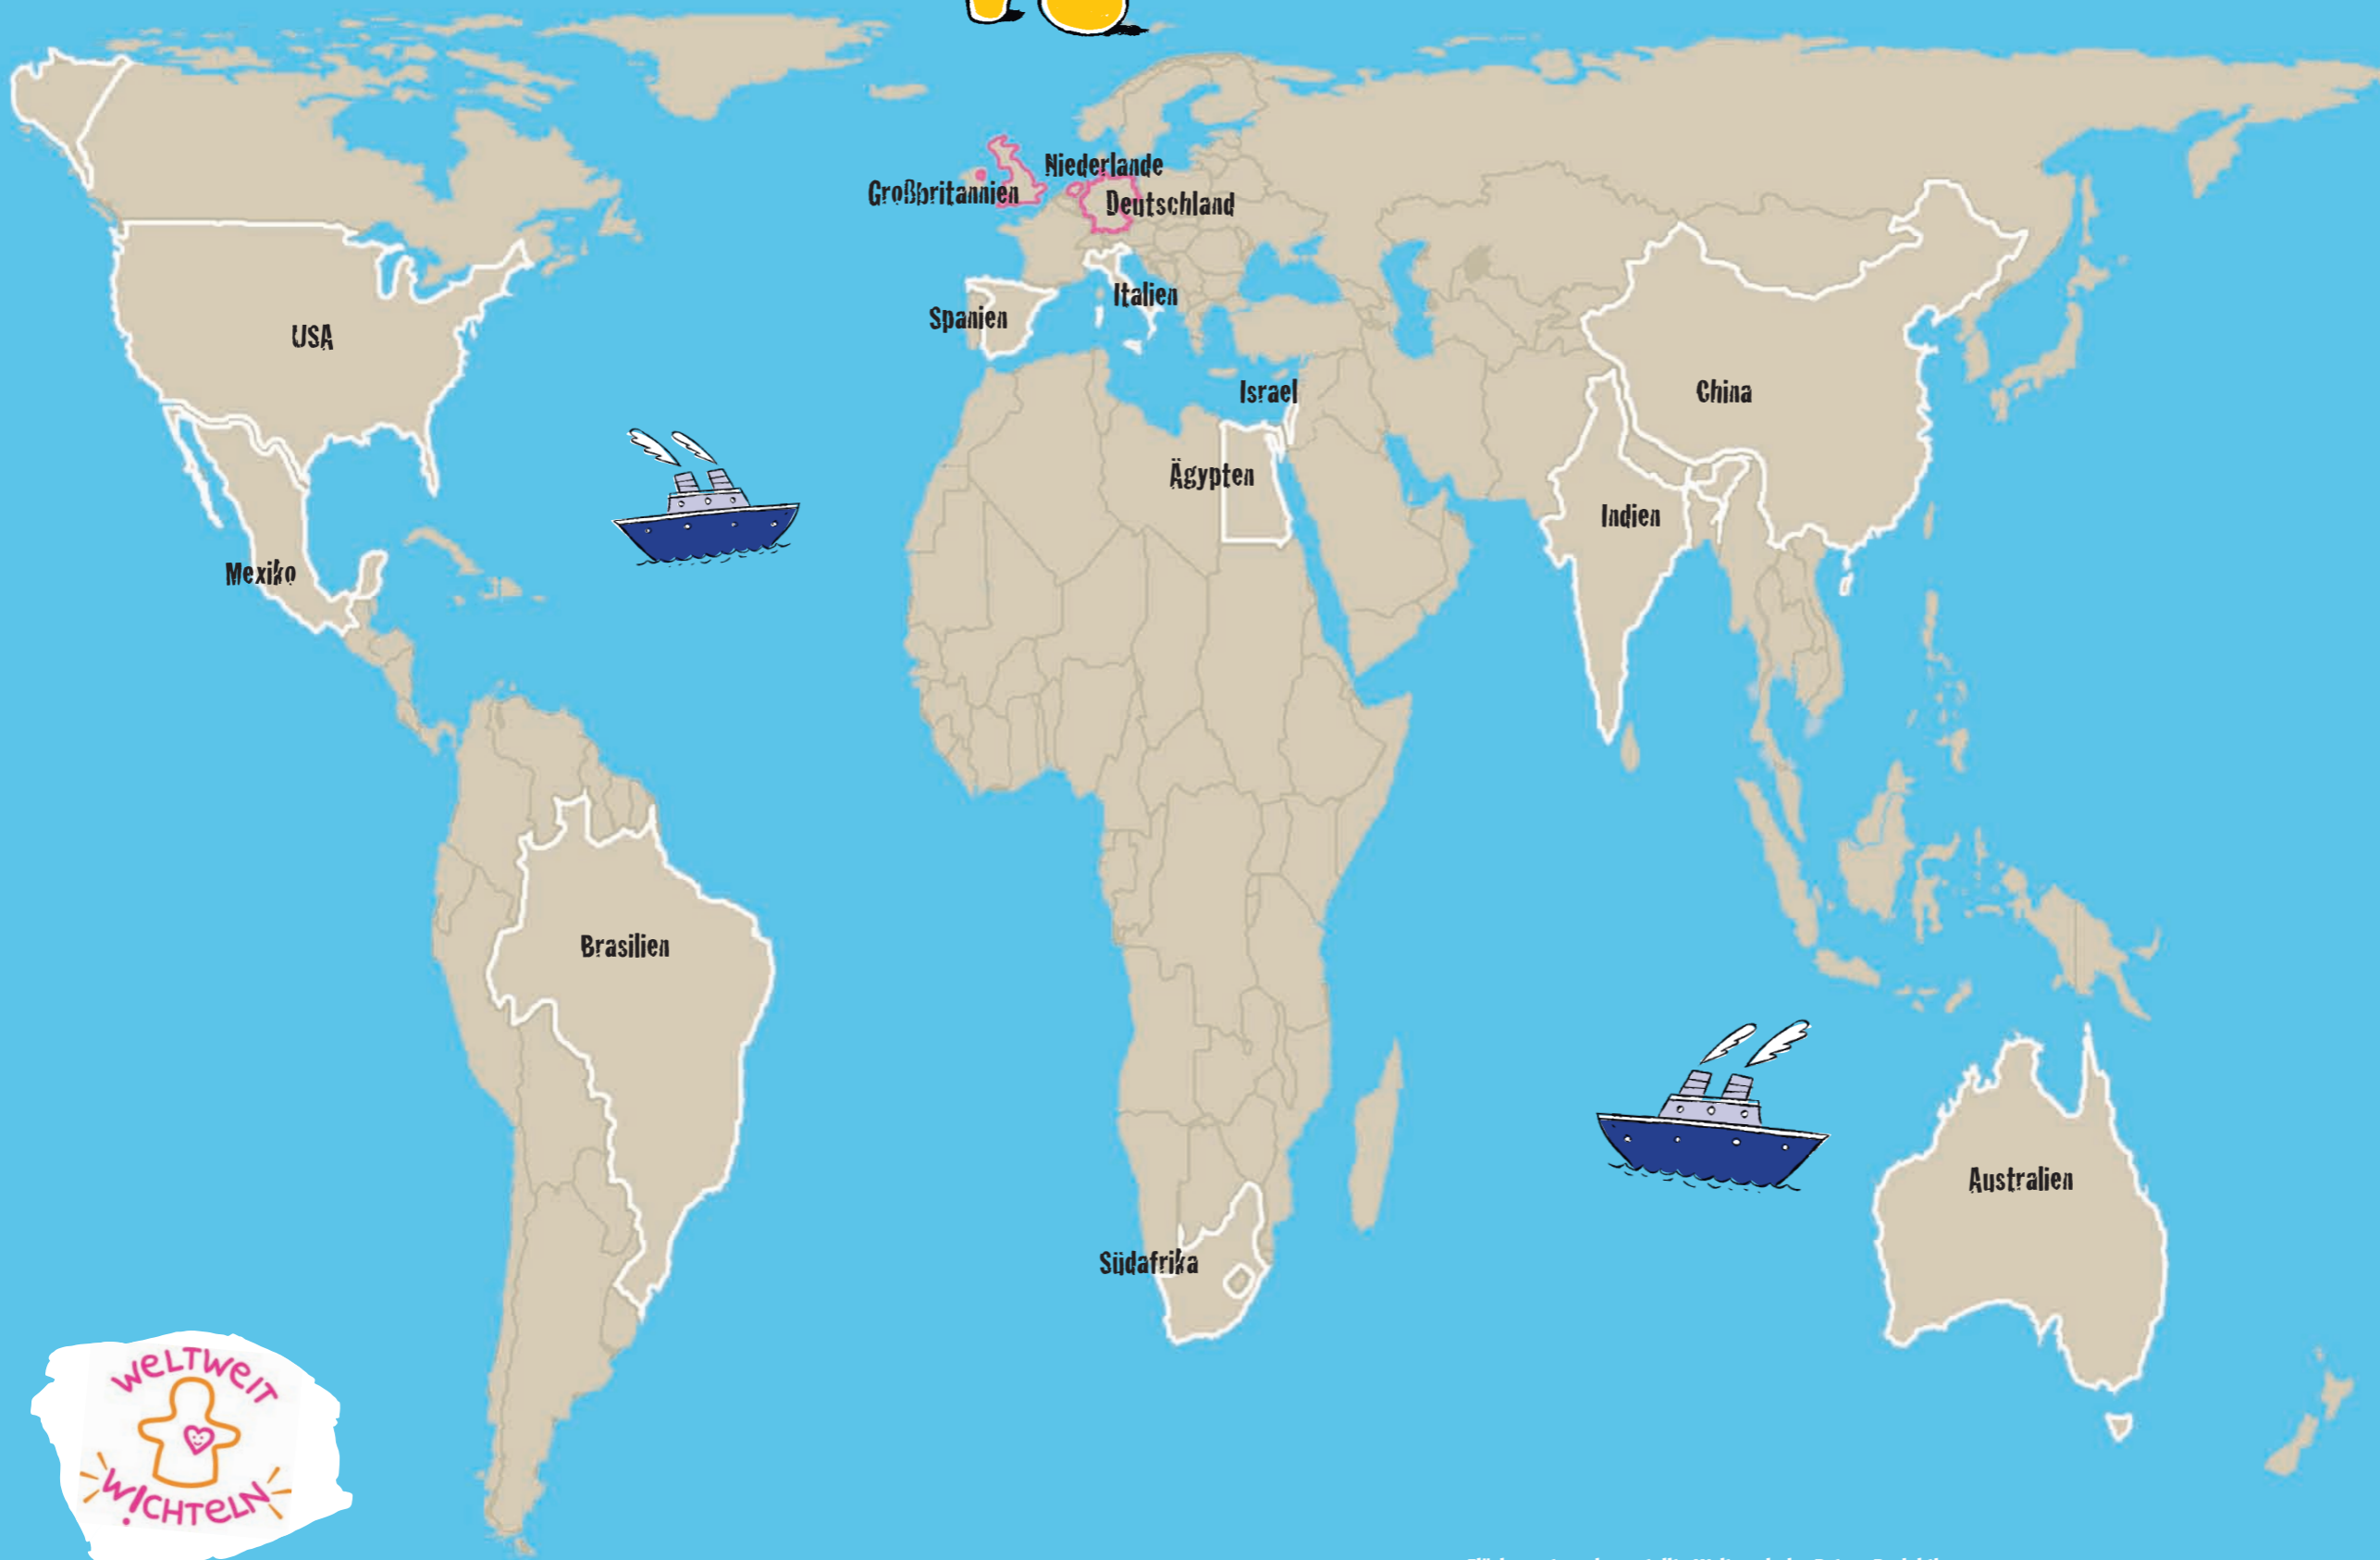 Niederlande
Großbritannien
Deutschland
Italien
Spanien
USA
Israel
China
Ägypten
Indien
Mexiko
Brasilien
Australien
Südafrika
WELTWEIT
WICHTELN